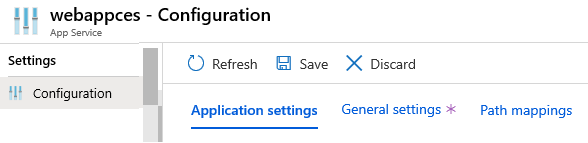 webappces - Configuration
App Service
Settings
Configuration
Refresh Save Discard
Application settings General settings * Path mappings